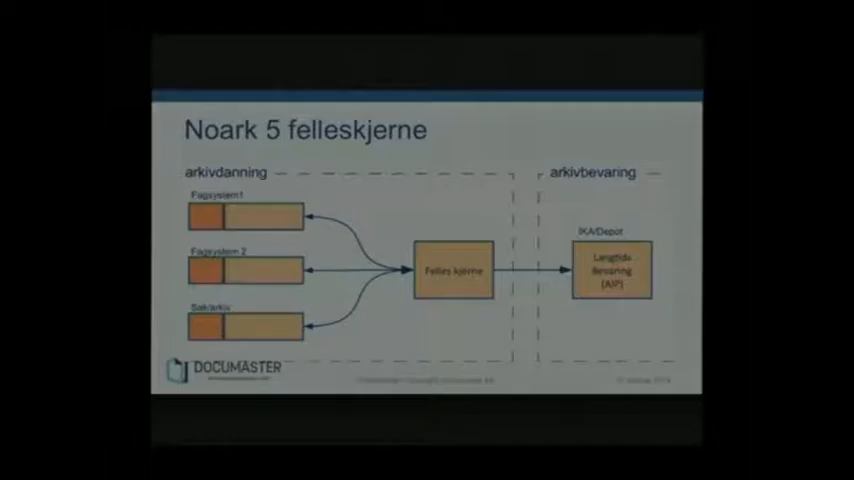 Noark 5 felleskjerne
arkivdanning
arkivbevaring
Fagsystem1
Fagsystem 2
Sak/arkiv
Felles kjerne
IKA/Depot
Langtids
Bevaring
(AIP)
DOCUMASTER